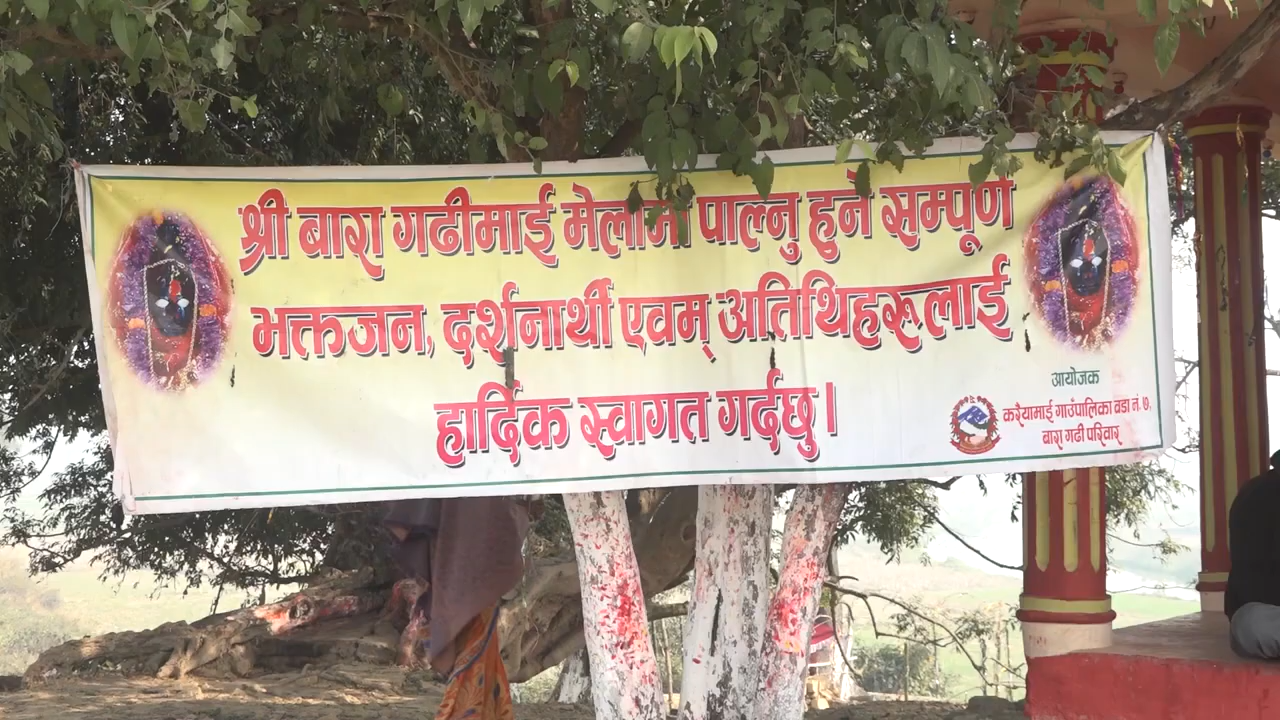 श्री बारा गढीमाई मेलामा पाल्नु हुने सम्पूर्ण
भक्तजन, दर्शनार्थी एवम् अतिथिहरूलाई
हार्दिक स्वागत गर्दछु।
आयोजक
करैयामाई गाउँपालिका वडा नं. ७,
बारा गढी परिवार